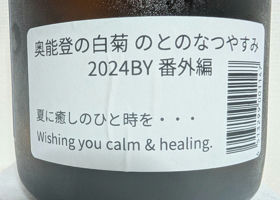 奥能登の白菊 のとのなつやすみ
2024BY 番外編
夏に癒しのひと時を・・・
Wishing you calm & healing.